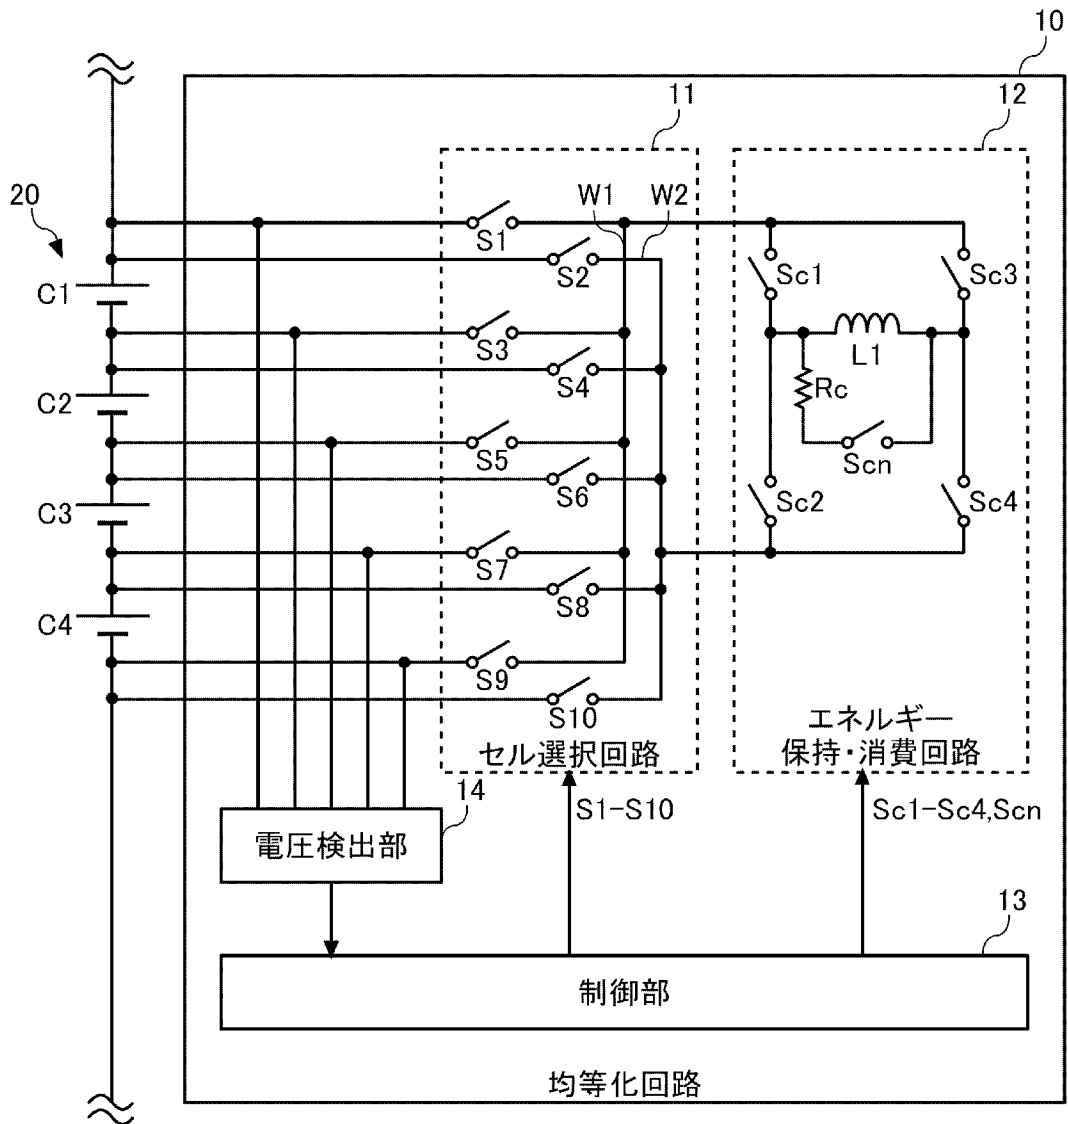 10
11
12
20
W1
W2
S1
S2
C1
Sc1
Sc3
S3
L1
S4
Rc
C2
S5
Scn
S6
Sc2
Sc4
C3
S7
S8
C4
S9
S10
エネルギー
保持・消費回路
セル選択回路
14
S1-S10
Sc1-Sc4,Scn
電圧検出部
13
制御部
均等化回路